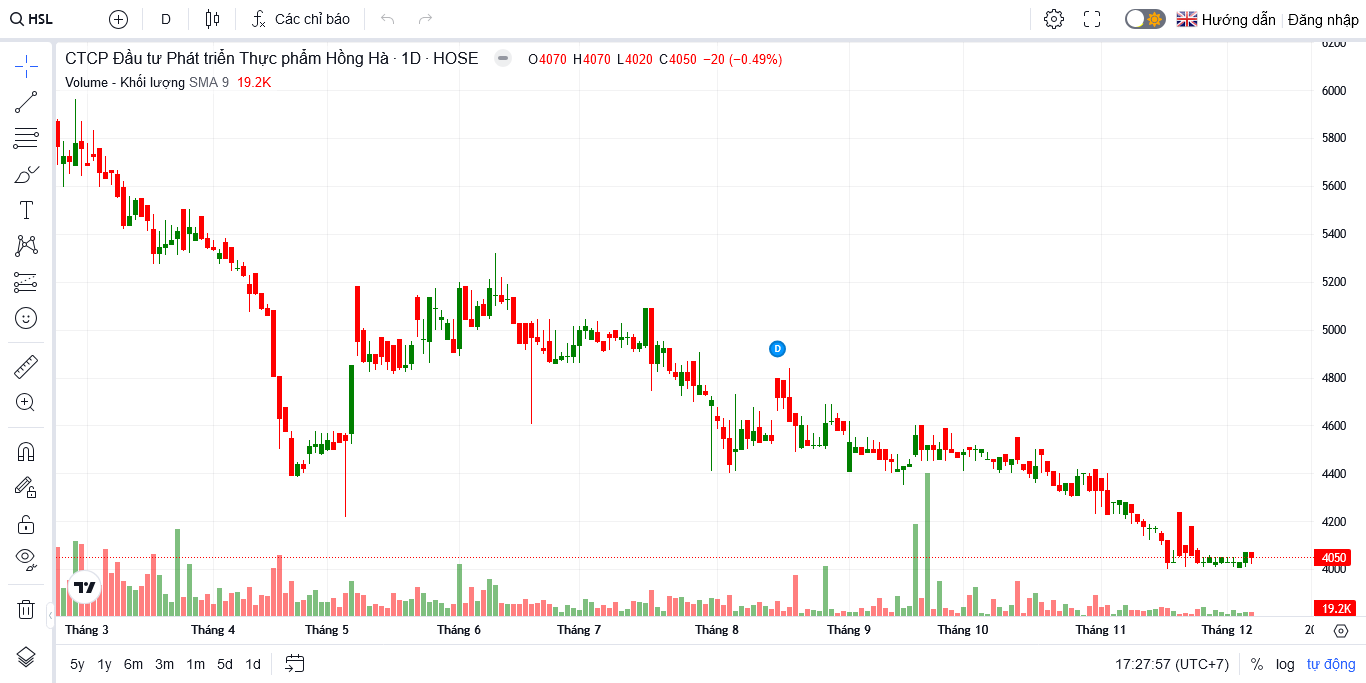 HSL D Các chỉ báo Hướng dẫn Đăng nhập
CTCP Đầu tư Phát triển Thực phẩm Hồng Hà · 1D · HOSE O4070 H4070 L4020 C4050 −20 (−0.49%)
Volume - Khối lượng SMA 9 19.2K
6200
6000
5800
5600
5400
5200
5000
D
4800
4600
4400
4200
4050
4000
19.2K
Tháng 3 Tháng 4 Tháng 5 Tháng 6 Tháng 7 Tháng 8 Tháng 9 Tháng 10 Tháng 11 Tháng 12
5y 1y 6m 3m 1m 5d 1d 17:27:57 (UTC+7) % log tự động